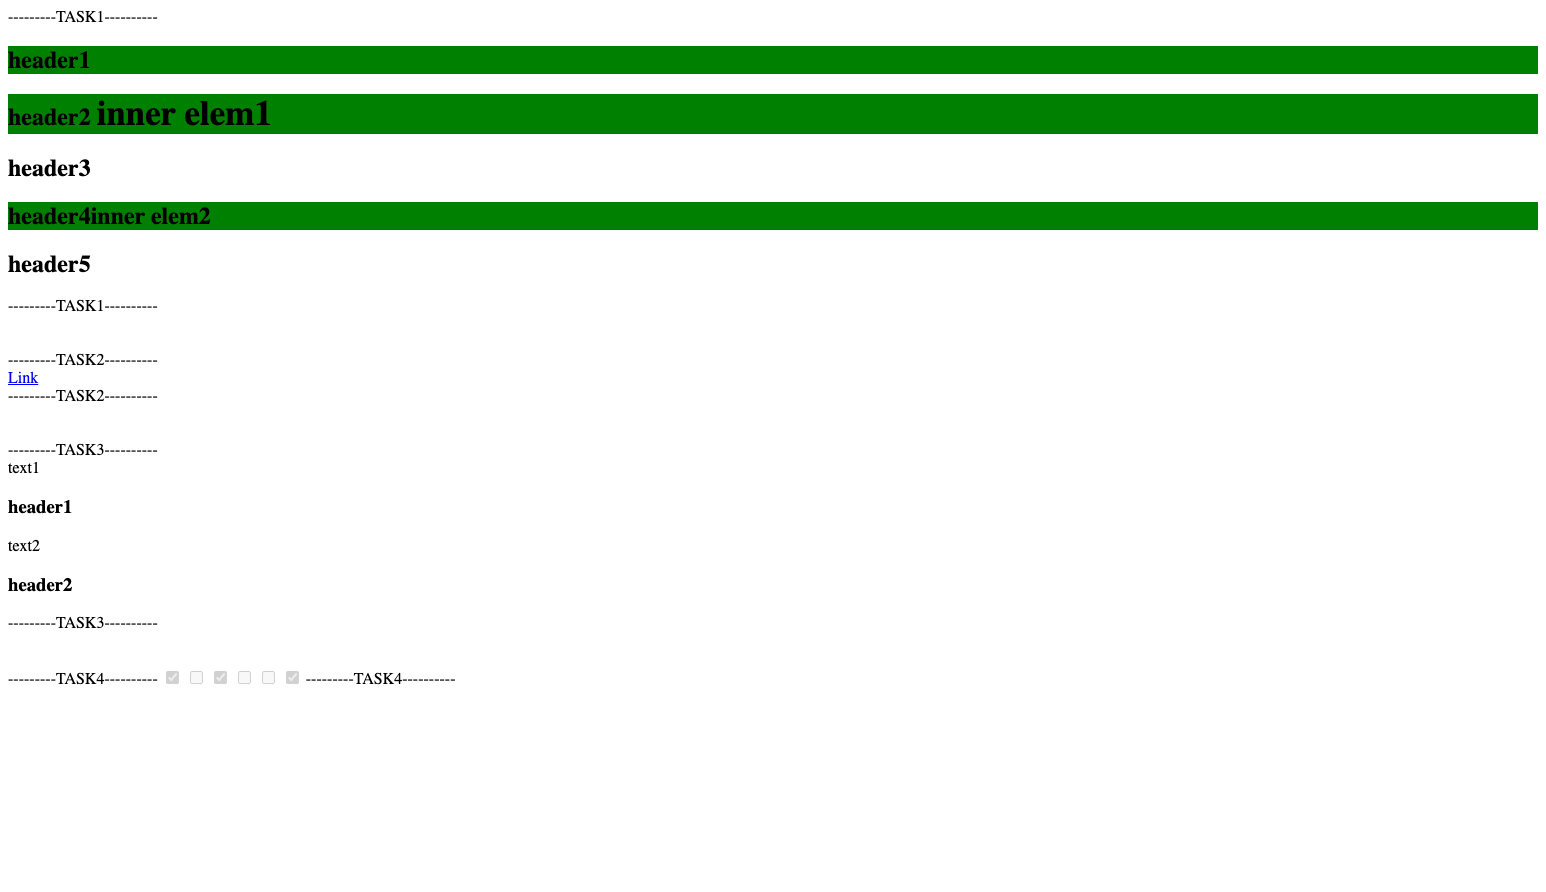 ---------TASK1----------
header1
header2 inner elem1
header3
header4inner elem2
header5
---------TASK1----------
---------TASK2----------
Link
---------TASK2----------
---------TASK3----------
text1
header1
text2
header2
---------TASK3----------
---------TASK4---------- ---------TASK4----------